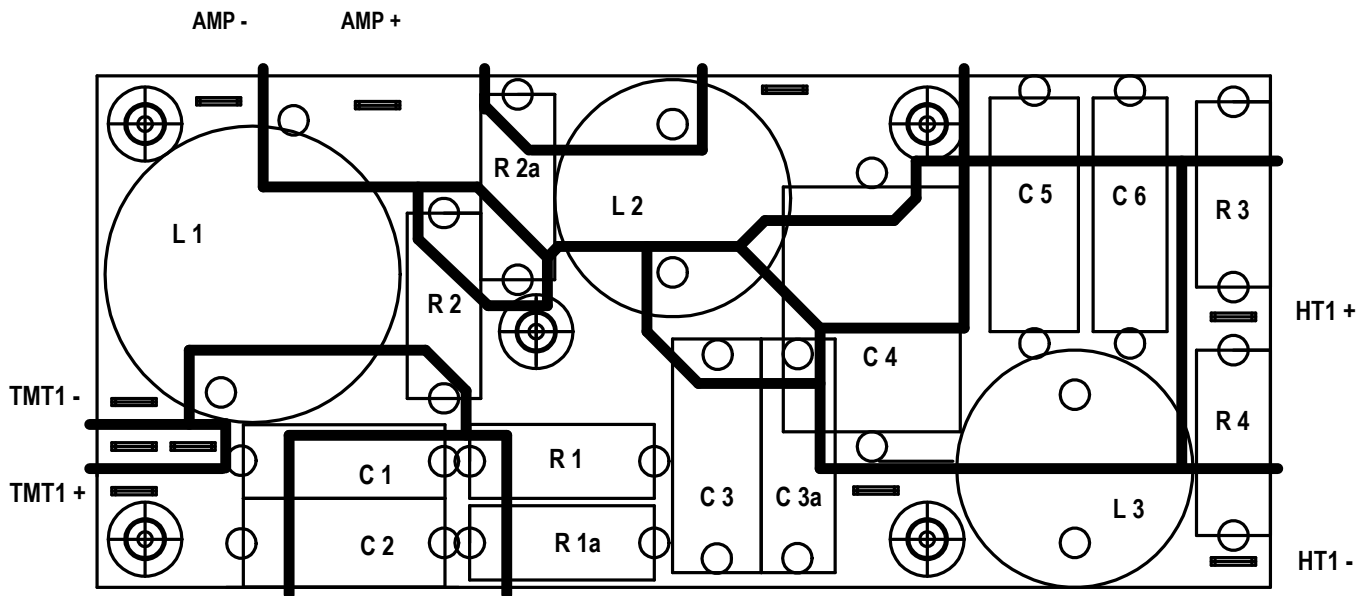 AMP -
AMP +
R 2a
L 2
C 5
C 6
R 3
L 1
R 2
HT1 +
C 4
TMT1 -
R 4
C 1
R 1
TMT1 +
C 3
C 3a
L 3
C 2
R 1a
HT1 -